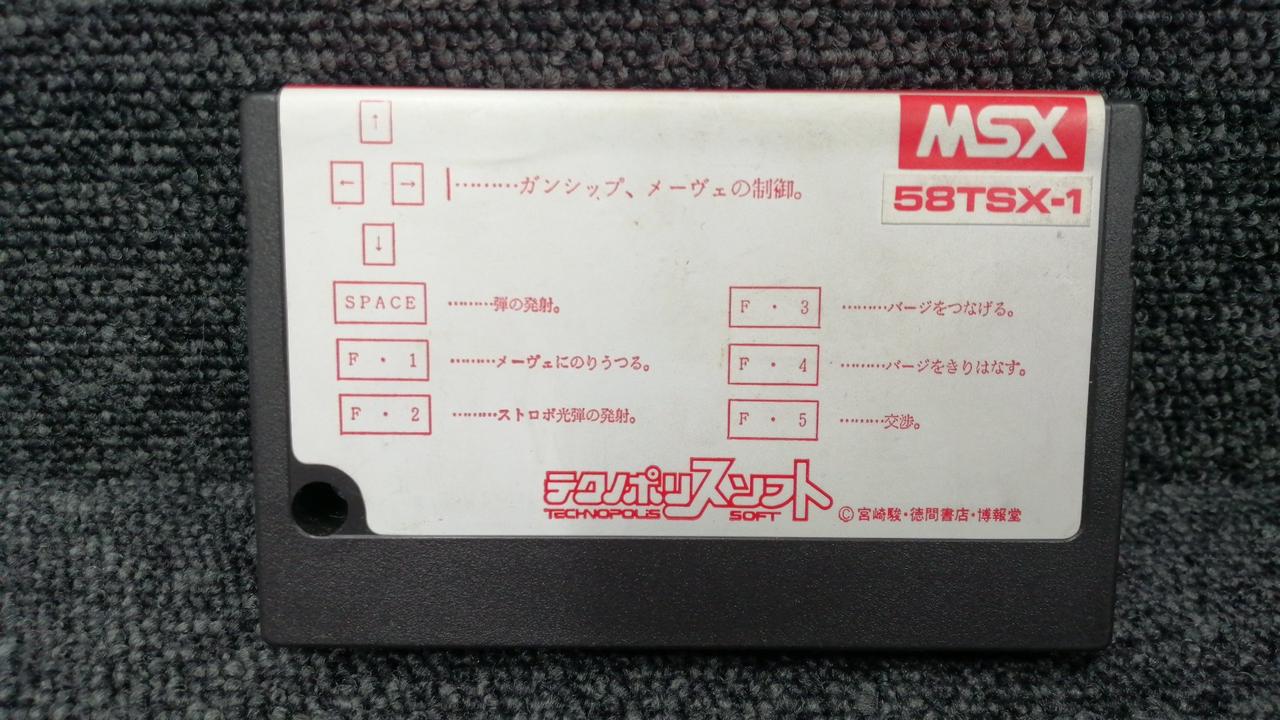 MSX
58TSX-1
↑
← → ………ガンシップ、メーヴェの制御。
↓
SPACE ………弾の発射。
F・1 ………メーヴェにのりうつる。
F・2 ………ストロボ光弾の発射。
F・3 ………バージをつなげる。
F・4 ………バージをきりはなす。
F・5 ………交渉。
テクノポリスソフト
TECHNOPOLIS SOFT
©宮崎駿・徳間書店・博報堂